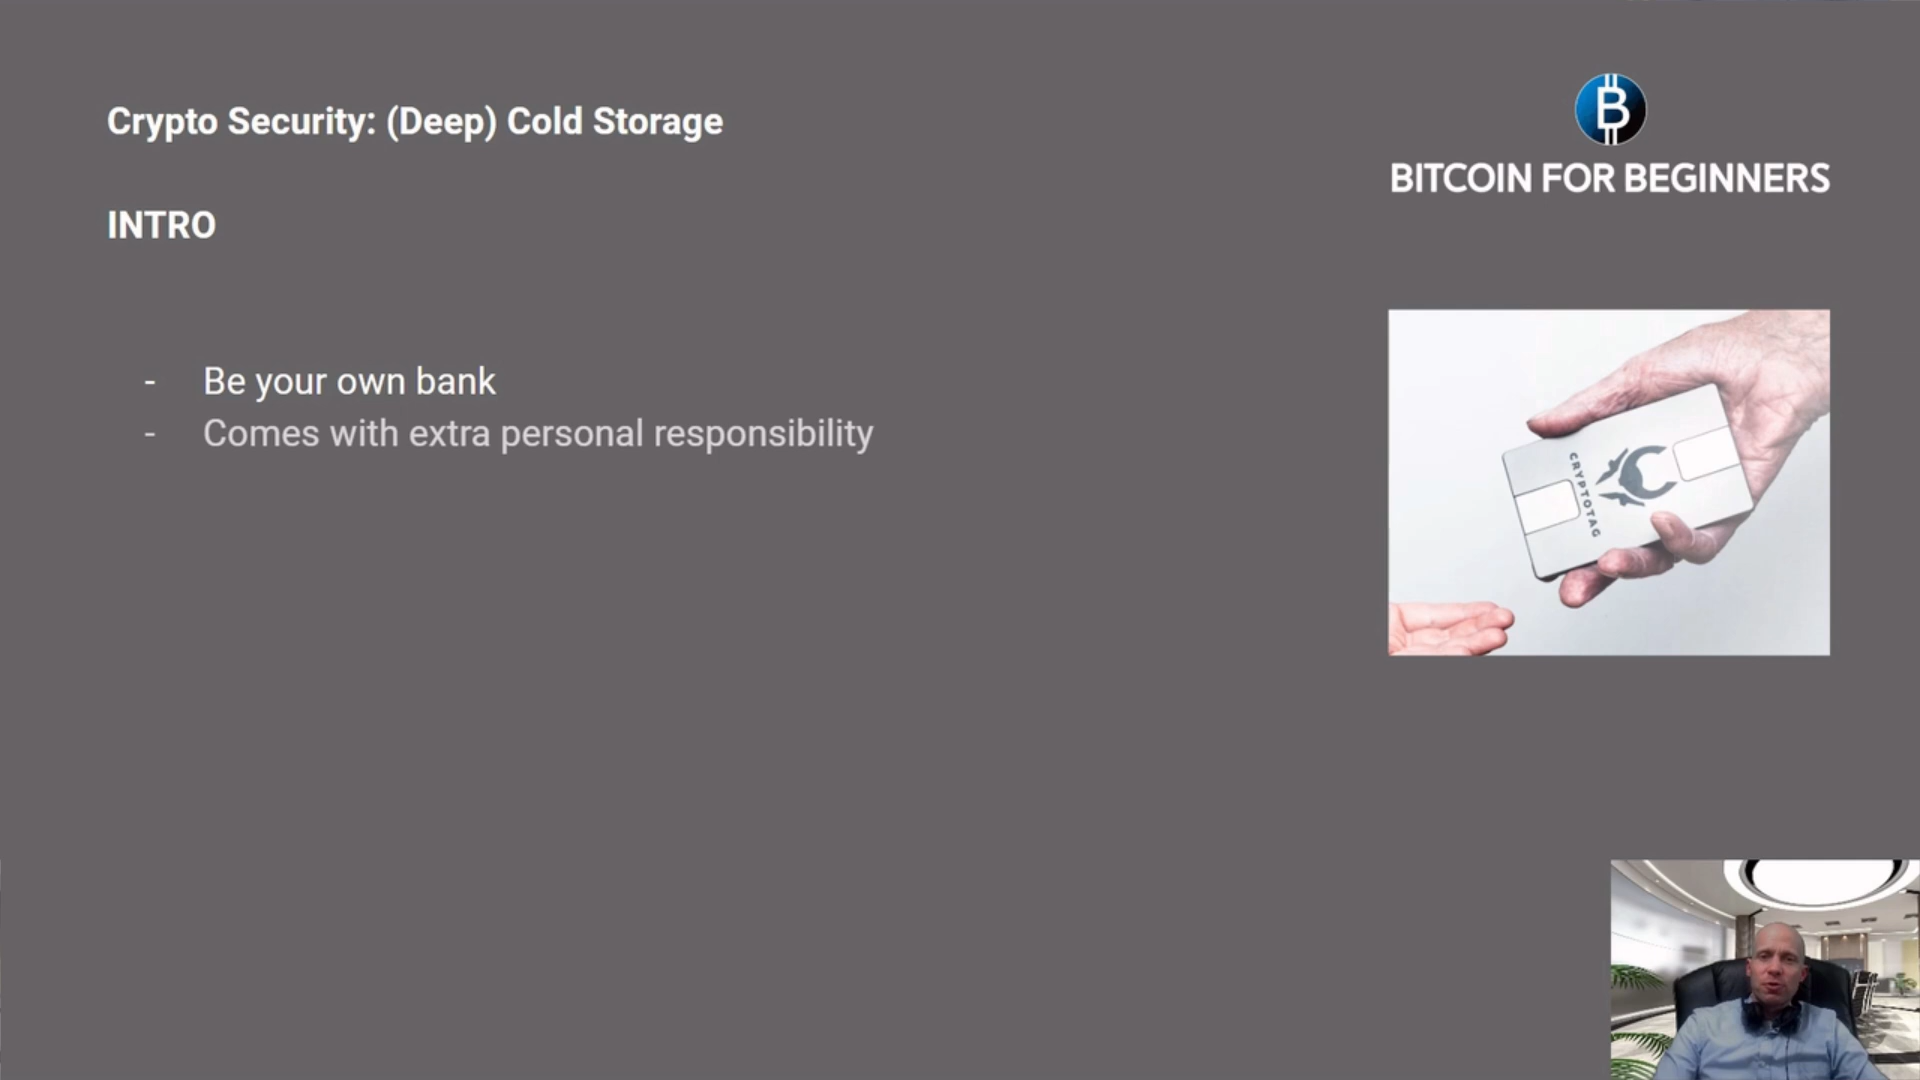 Crypto Security: (Deep) Cold Storage
BITCOIN FOR BEGINNERS
INTRO
- Be your own bank
- Comes with extra personal responsibility
CRYPTOTAG